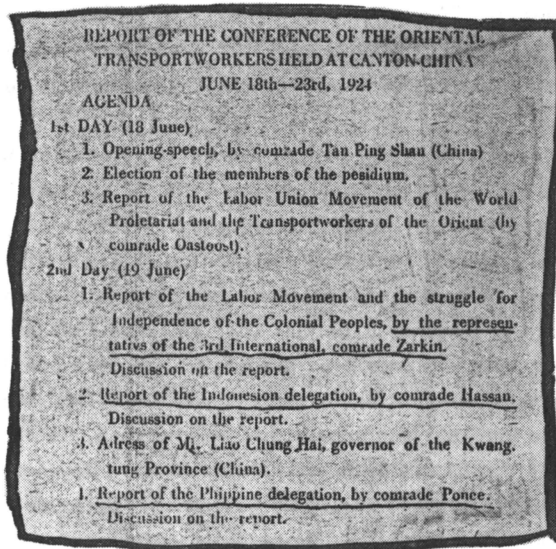 REPORT OF THE CONFERENCE OF THE ORIENTAL
TRANSPORTWORKERS HELD AT CANTON-CHINA
JUNE 18th—23rd, 1924
AGENDA
1st DAY (18 June)
1. Opening-speech, by comrade Tan Ping Shan (China)
2. Election of the members of the pesidium.
3. Report of the Labor Union Movement of the World
Proletariat and the Transportworkers of the Orient (by
comrade Oastoost).
2nd Day (19 June)
1. Report of the Labor Movement and the struggle for
Independence of the Colonial Peoples, by the represen-
tativs of the 3rd International, comrade Zarkin.
Discussion on the report.
2. Report of the Indonesion delegation, by comrade Hassan.
Discussion on the report.
3. Adress of Mr. Liao Chung Hai, governor of the Kwang.
tung Province (China).
4. Report of the Phippine delegation, by comrade Ponce.
Discussion on the report.